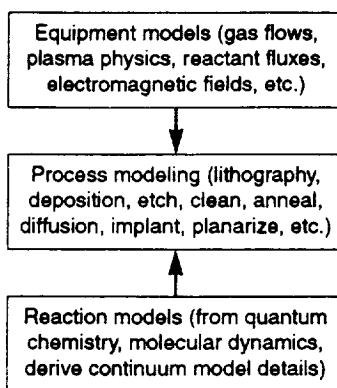 Equipment models (gas flows,
plasma physics, reactant fluxes,
electromagnetic fields, etc.)
Process modeling (lithography,
deposition, etch, clean, anneal,
diffusion, implant, planarize, etc.)
Reaction models (from quantum
chemistry, molecular dynamics,
derive continuum model details)